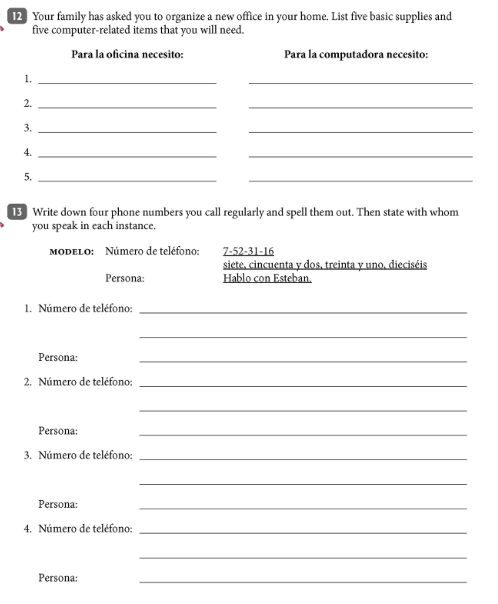 12 Your family has asked you to organize a new office in your home. List five basic supplies and
five computer-related items that you will need.
Para la oficina necesito: Para la computadora necesito:
1.
2.
3.
4.
5.
13 Write down four phone numbers you call regularly and spell them out. Then state with whom
you speak in each instance.
MODELO: Número de teléfono: 7-52-31-16
siete, cincuenta y dos, treinta y uno, dieciséis
Persona: Hablo con Esteban.
1. Número de teléfono:
Persona:
2. Número de teléfono:
Persona:
3. Número de teléfono:
Persona:
4. Número de teléfono:
Persona: